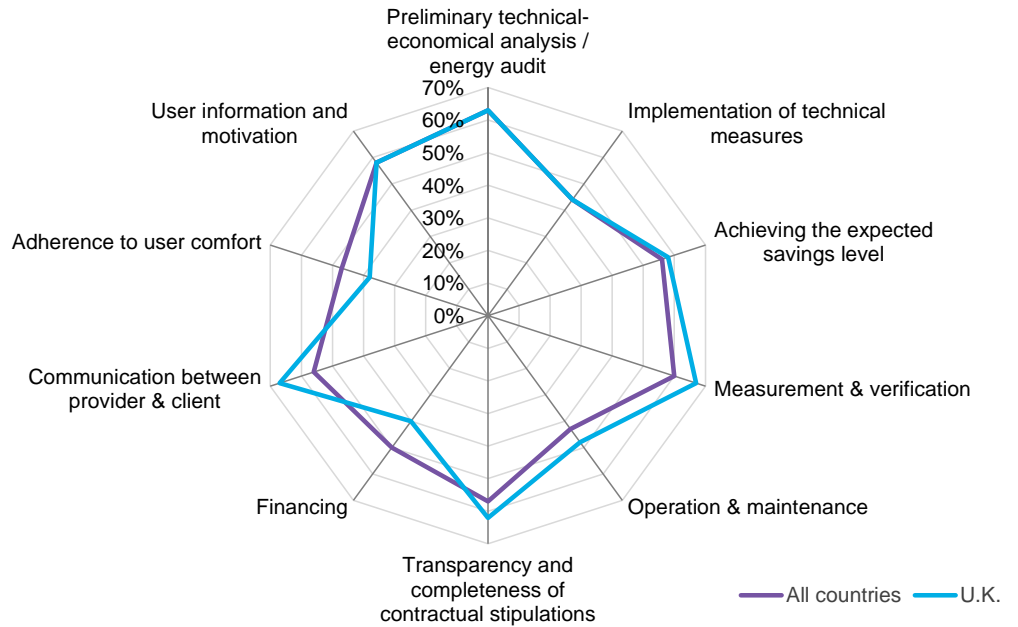 Preliminary technical-
economical analysis /
energy audit
Implementation of technical
measures
Achieving the expected
savings level
Measurement & verification
Operation & maintenance
Transparency and
completeness of
contractual stipulations
Financing
Communication between
provider & client
Adherence to user comfort
User information and
motivation
70%
60%
50%
40%
30%
20%
10%
0%
All countries
U.K.